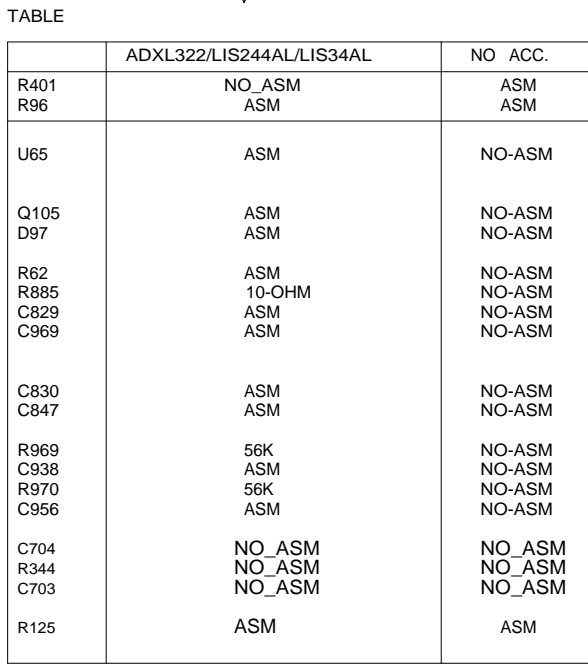 TABLE
ADXL322/LIS244AL/LIS34AL NO ACC.
R401 NO_ASM ASM
R96 ASM ASM
U65 ASM NO-ASM
Q105 ASM NO-ASM
D97 ASM NO-ASM
R62 ASM NO-ASM
R885 10-OHM NO-ASM
C829 ASM NO-ASM
C969 ASM NO-ASM
C830 ASM NO-ASM
C847 ASM NO-ASM
R969 56K NO-ASM
C938 ASM NO-ASM
R970 56K NO-ASM
C956 ASM NO-ASM
C704 NO_ASM NO_ASM
R344 NO_ASM NO_ASM
C703 NO_ASM NO_ASM
R125 ASM ASM